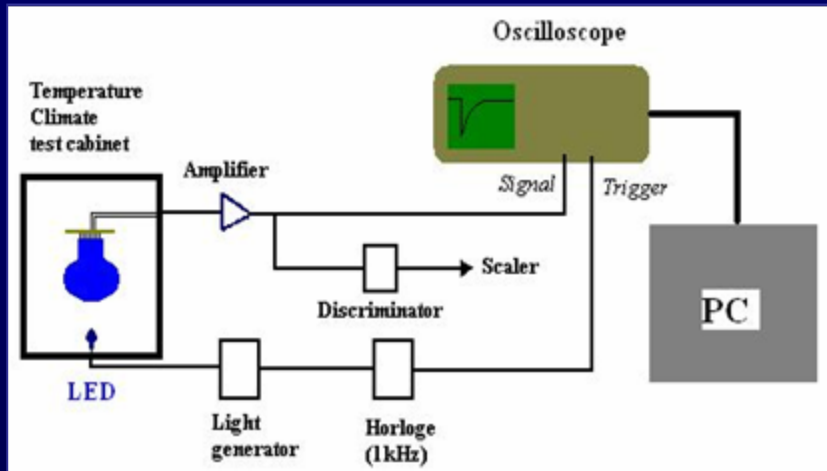 Oscilloscope
Temperature
Climate
test cabinet
Amplifier
Signal
Trigger
Scaler
Discriminator
PC
LED
Light
generator
Horloge
(1kHz)